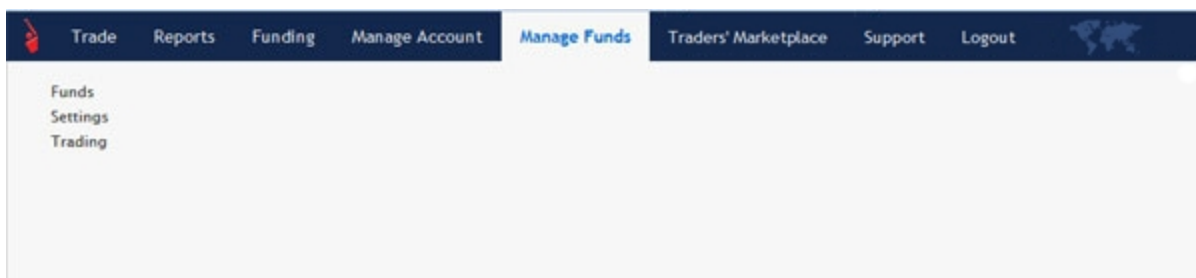 Trade Reports Funding Manage Account Manage Funds Traders' Marketplace Support Logout
Funds
Settings
Trading